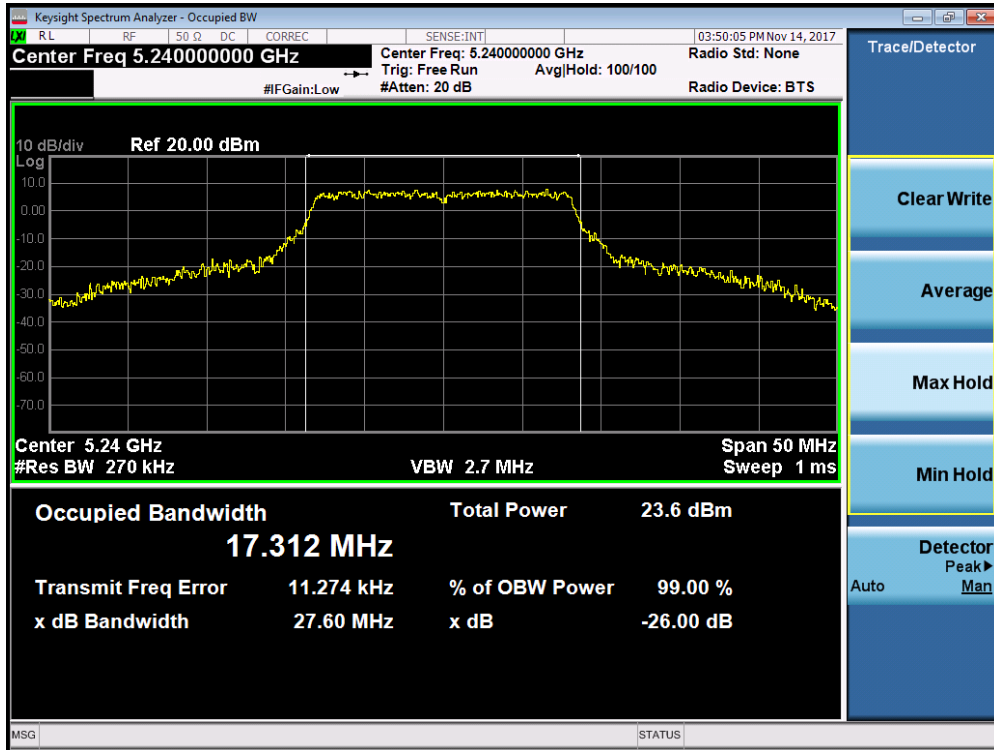 Keysight Spectrum Analyzer - Occupied BW
LXI RL RF 50 Ω DC CORREC SENSE:INT 03:50:05 PM Nov 14, 2017
Center Freq 5.240000000 GHz
Center Freq: 5.240000000 GHz
Radio Std: None
Trig: Free Run Avg|Hold: 100/100
#IFGain:Low
#Atten: 20 dB
Radio Device: BTS
10 dB/div Ref 20.00 dBm
Log
10.0
0.00
-10.0
-20.0
-30.0
-40.0
-50.0
-60.0
-70.0
Center 5.24 GHz Span 50 MHz
#Res BW 270 kHz VBW 2.7 MHz Sweep 1 ms
Occupied Bandwidth Total Power 23.6 dBm
17.312 MHz
Transmit Freq Error 11.274 kHz % of OBW Power 99.00 %
x dB Bandwidth 27.60 MHz x dB -26.00 dB
Trace/Detector
Clear Write
Average
Max Hold
Min Hold
Detector
Peak▶
Auto Man
MSG STATUS